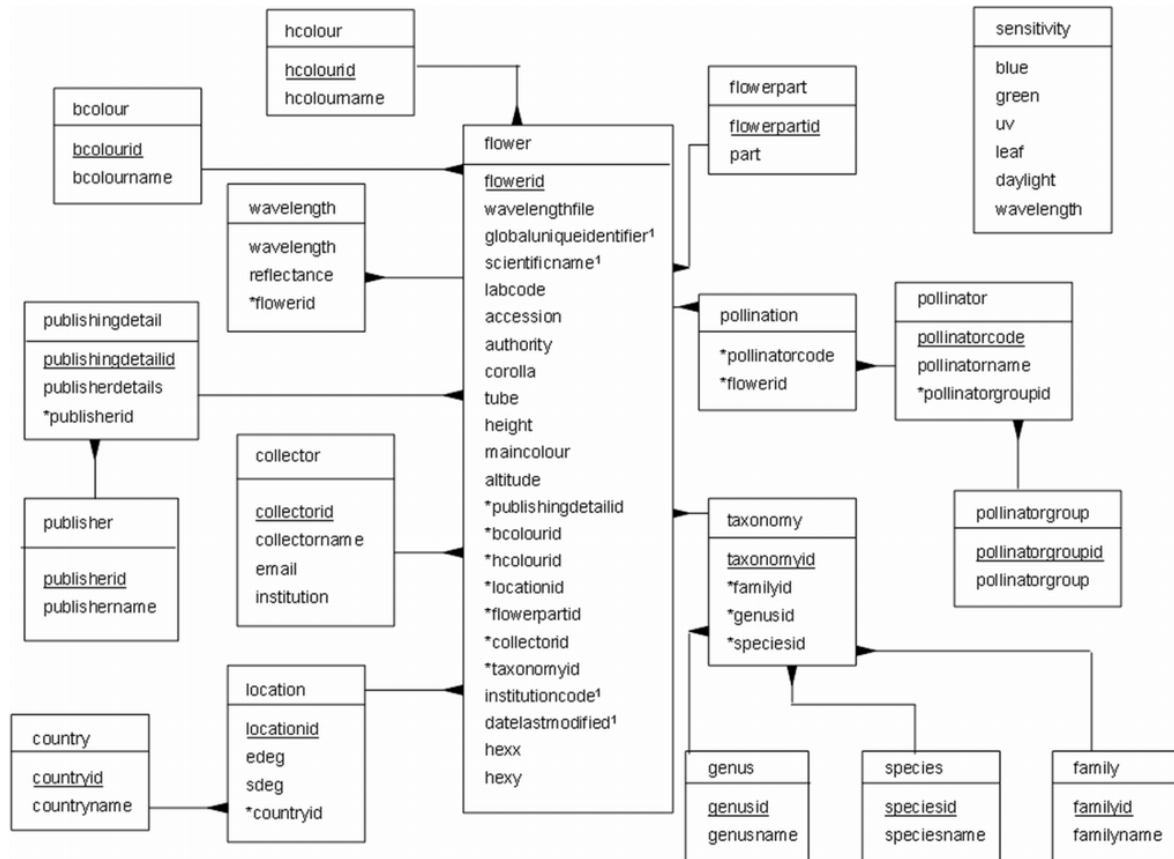 hcolour
hcolourid
hcolourname
sensitivity
blue
green
uv
leaf
daylight
wavelength
bcolour
bcolourid
bcolourname
flowerpart
flowerpartid
part
flower
flowerid
wavelengthfile
globaluniqueidentifier¹
scientificname¹
labcode
accession
authority
corolla
tube
height
maincolour
altitude
*publishingdetailid
*bcolourid
*hcolourid
*locationid
*flowerpartid
*collectorid
*taxonomyid
institutioncode¹
datelastmodified¹
hexx
hexy
wavelength
wavelength
reflectance
*flowerid
publishingdetail
publishingdetailid
publisherdetails
*publisherid
pollination
*pollinatorcode
*flowerid
pollinator
pollinatorcode
pollinatorname
*pollinatorgroupid
collector
collectorid
collectorname
email
institution
publisher
publisherid
publishername
taxonomy
taxonomyid
*familyid
*genusid
*speciesid
pollinatorgroup
pollinatorgroupid
pollinatorgroup
location
locationid
edeg
sdeg
*countryid
country
countryid
countryname
genus
genusid
genusname
species
speciesid
speciesname
family
familyid
familyname